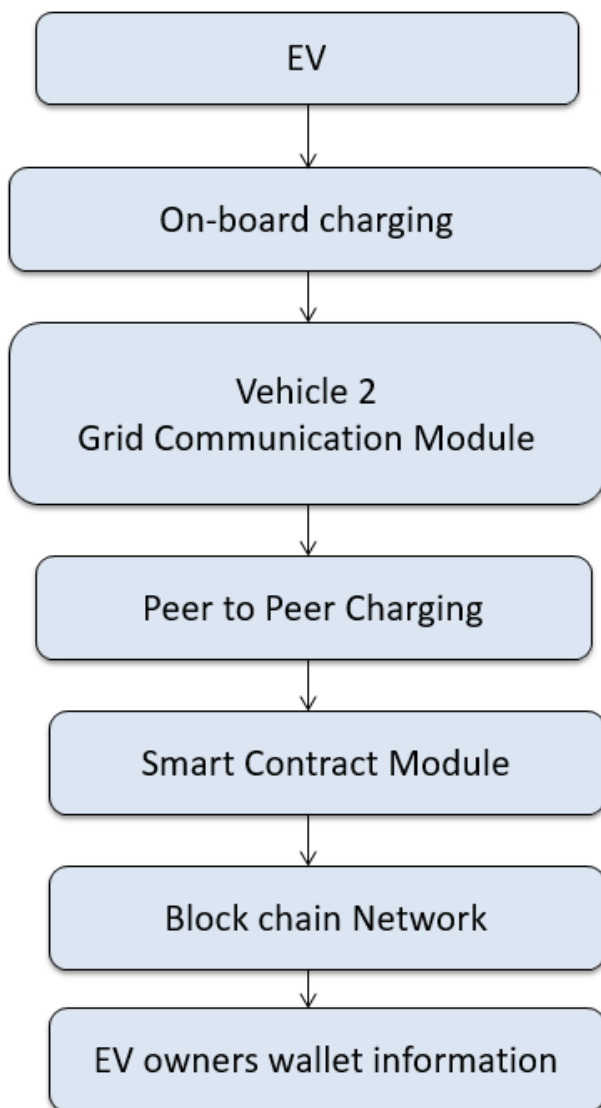 EV
On-board charging
Vehicle 2
Grid Communication Module
Peer to Peer Charging
Smart Contract Module
Block chain Network
EV owners wallet information